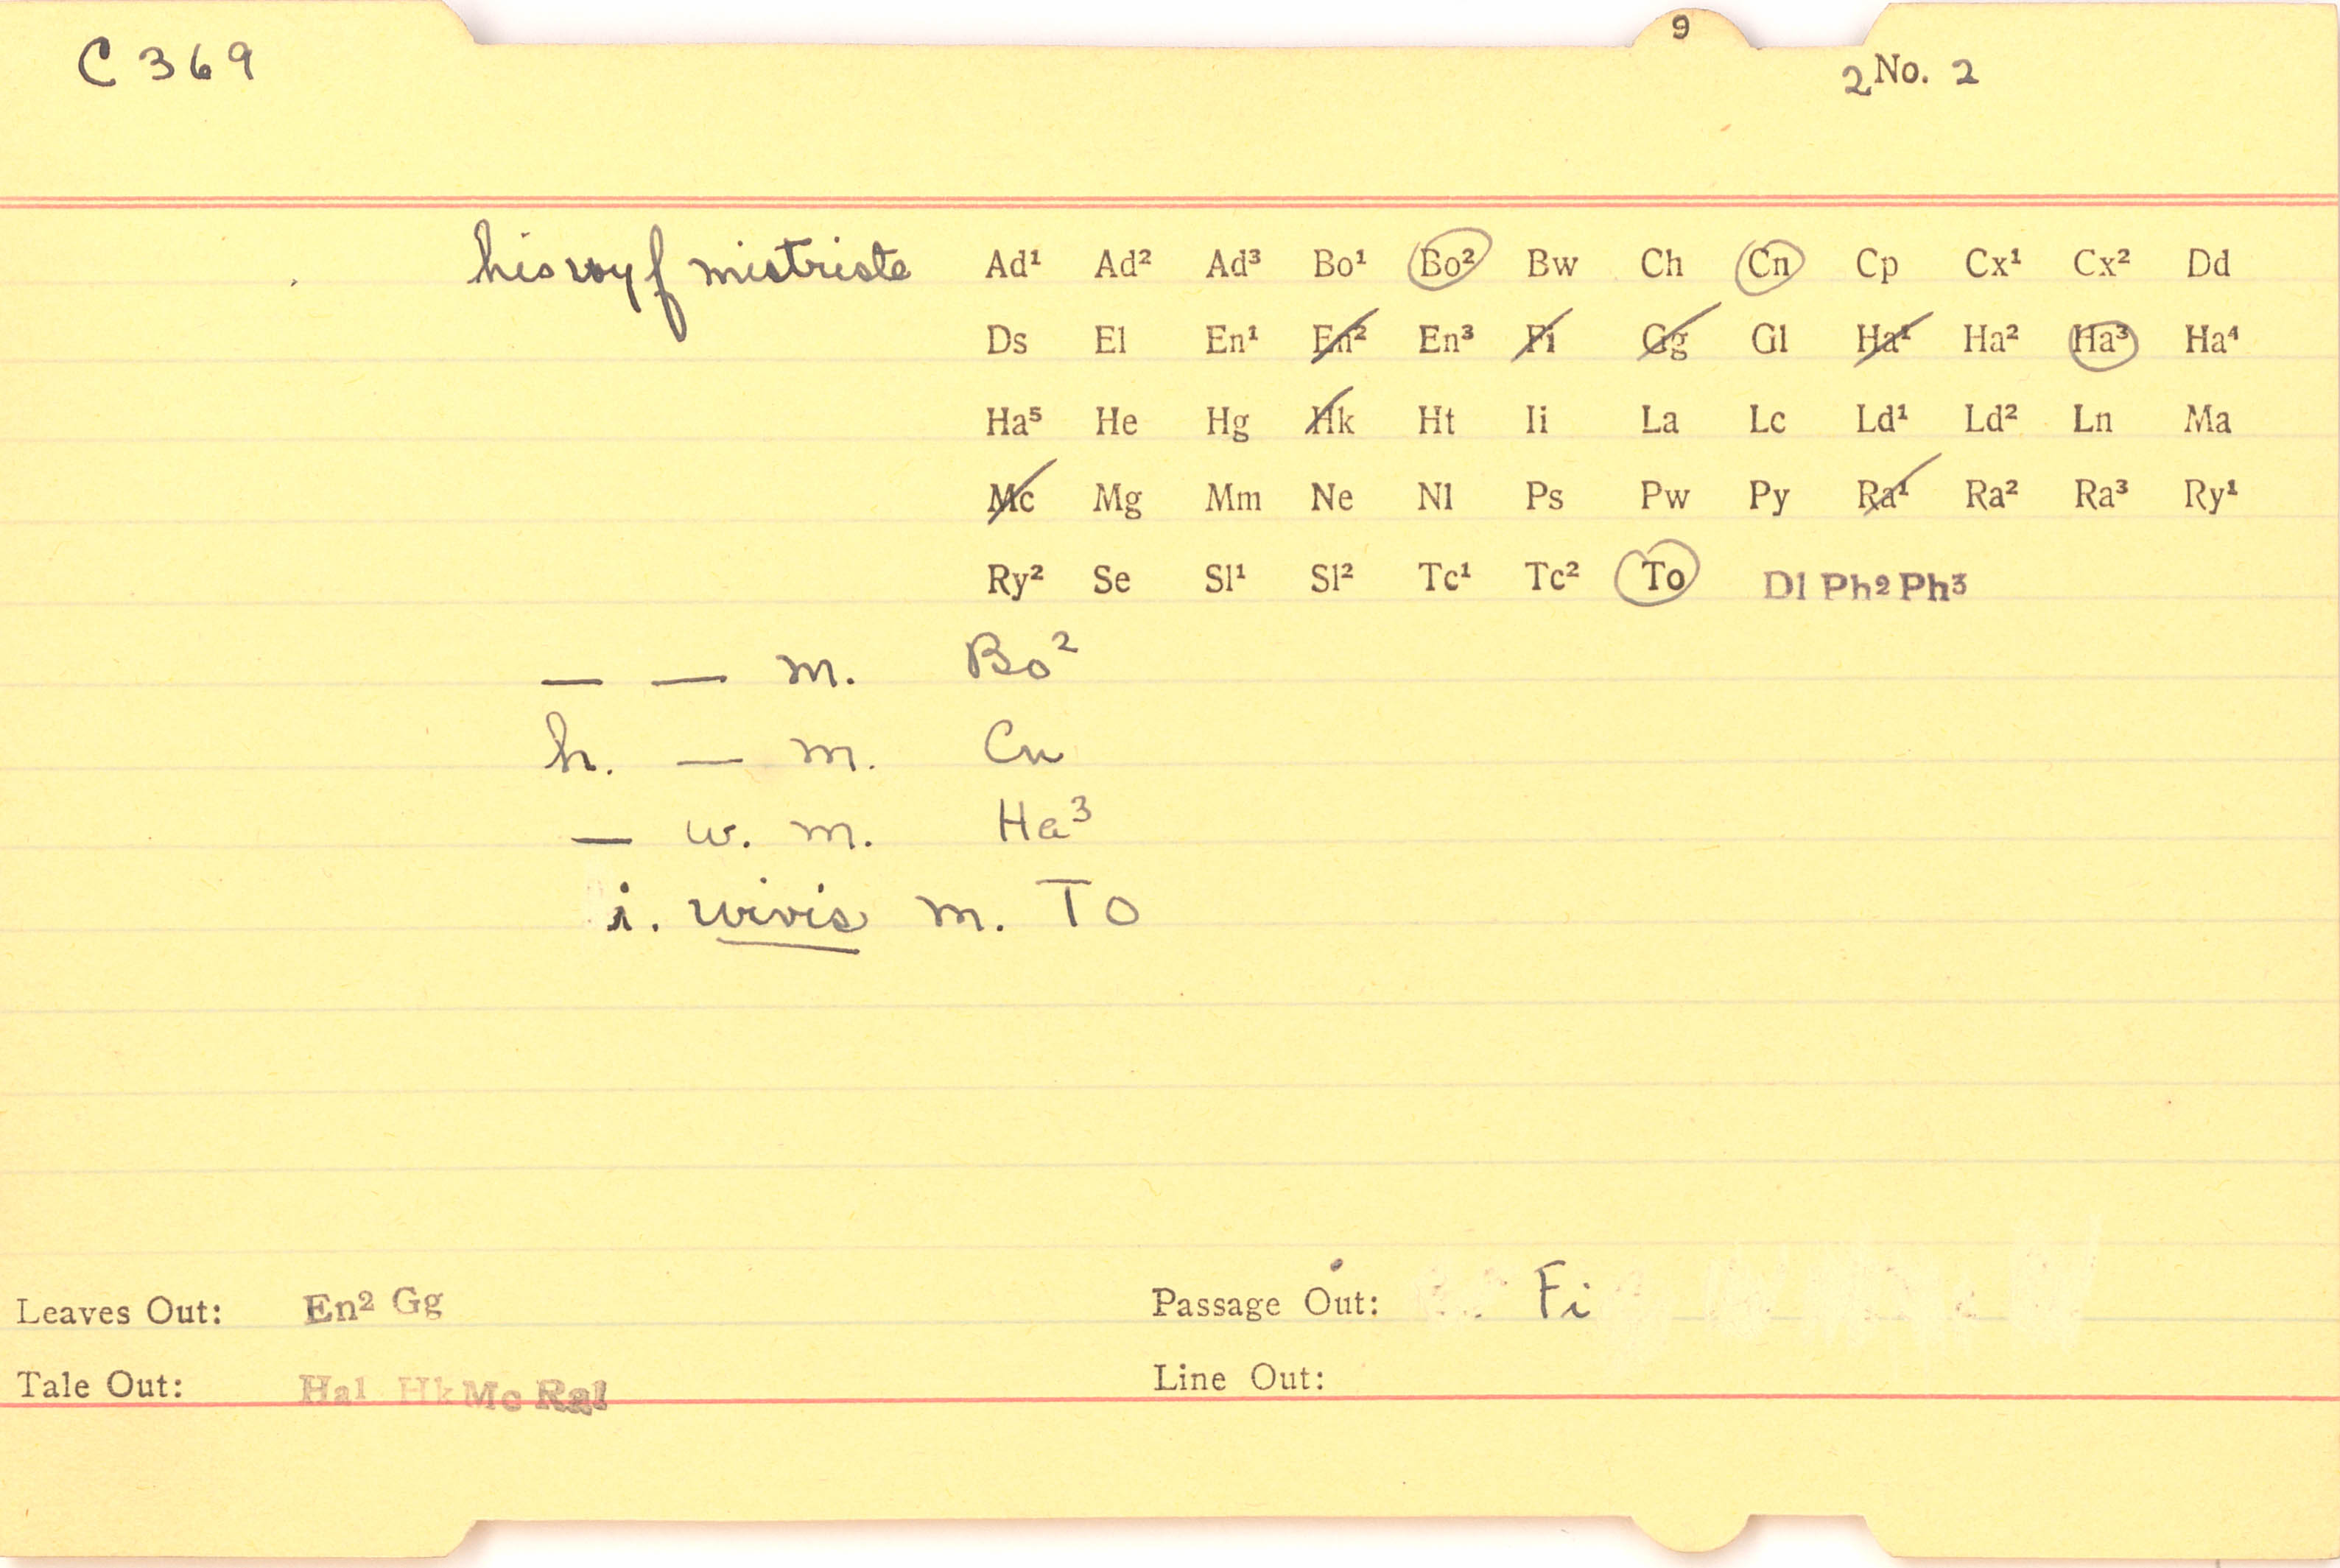 9
C 369
2 No. 2
his wyf mistriste Ad¹ Ad² Ad³ Bo¹ Bo² Bw Ch Cn Cp Cx¹ Cx² Dd
Ds El En¹ En² En³ Fi Gg Gl Ha¹ Ha² Ha³ Ha⁴
Ha⁵ He Hg Hk Ht Ii La Lc Ld¹ Ld² Ln Ma
Mc Mg Mm Ne Nl Ps Pw Py Ra¹ Ra² Ra³ Ry¹
Ry² Se Sl¹ Sl² Tc¹ Tc² To Dl Ph2 Ph3
— — m. Bo²
h. — m. Cn
— w. m. Ha³
i. wivis m. To
Leaves Out: En² Gg
Passage Out: Fi
Tale Out: Ha1 Hk Mc Ra1
Line Out: